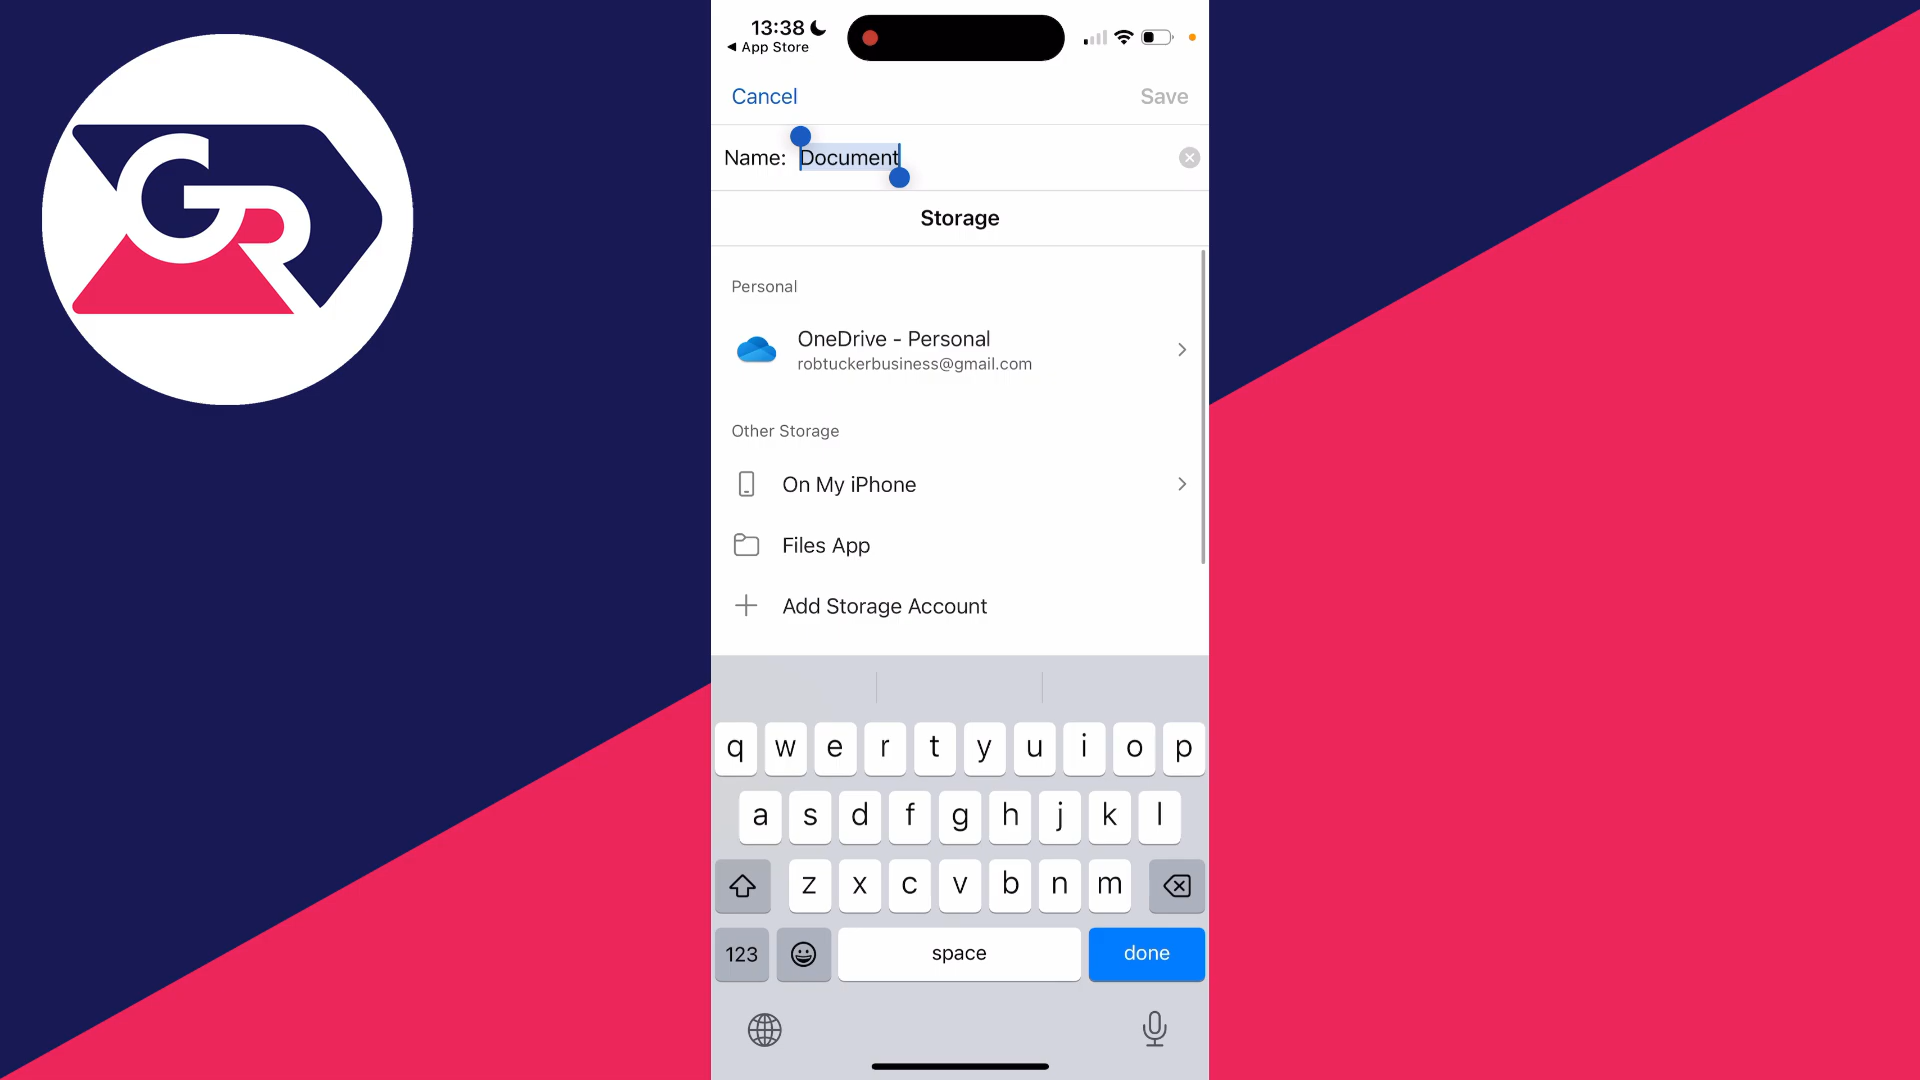 GR
13:38
◀ App Store
Cancel
Save
Name: Document
Storage
Personal
OneDrive - Personal
robtuckerbusiness@gmail.com
Other Storage
On My iPhone
Files App
Add Storage Account
q w e r t y u i o p
a s d f g h j k l
z x c v b n m
123 space done